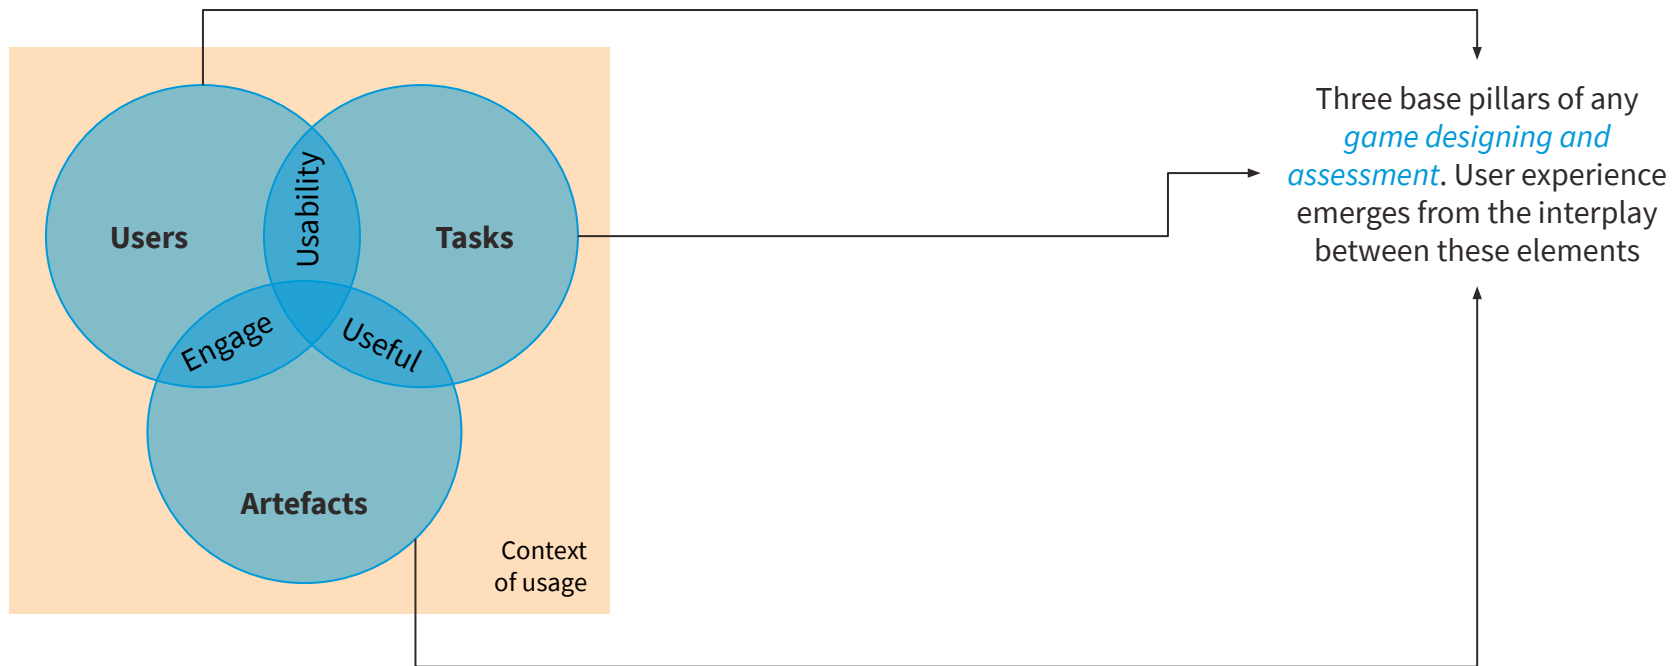 Users
Usability
Tasks
Engage
Useful
Artefacts
Context
of usage
Three base pillars of any
game designing and
assessment. User experience
emerges from the interplay
between these elements